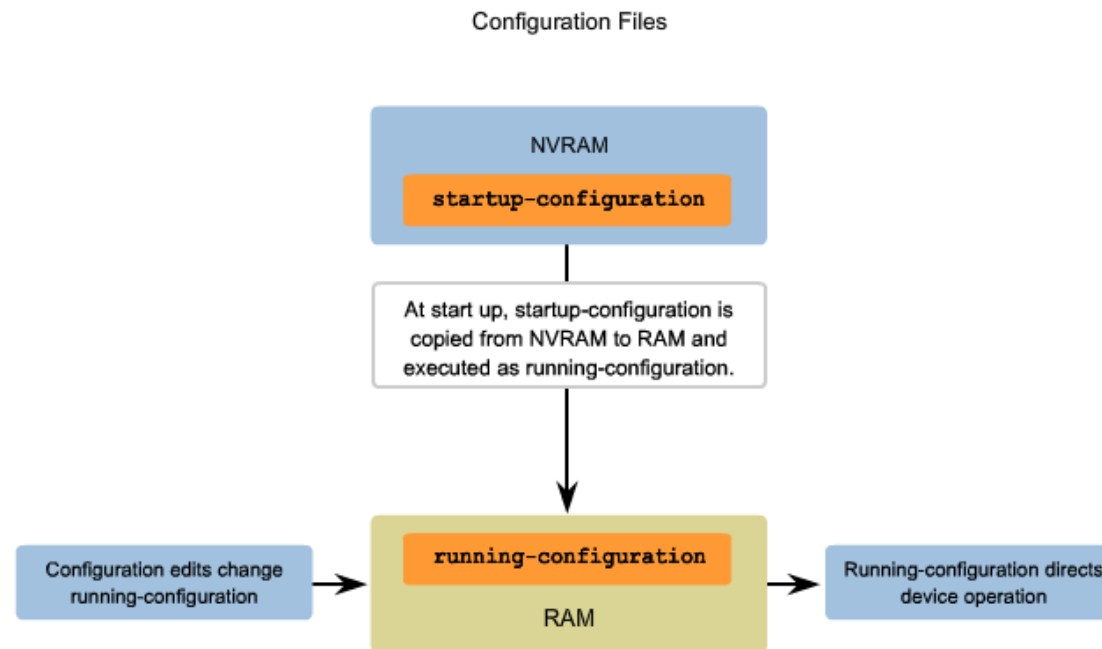 Configuration Files
NVRAM
startup-configuration
At start up, startup-configuration is
copied from NVRAM to RAM and
executed as running-configuration.
running-configuration
RAM
Configuration edits change
running-configuration
Running-configuration directs
device operation